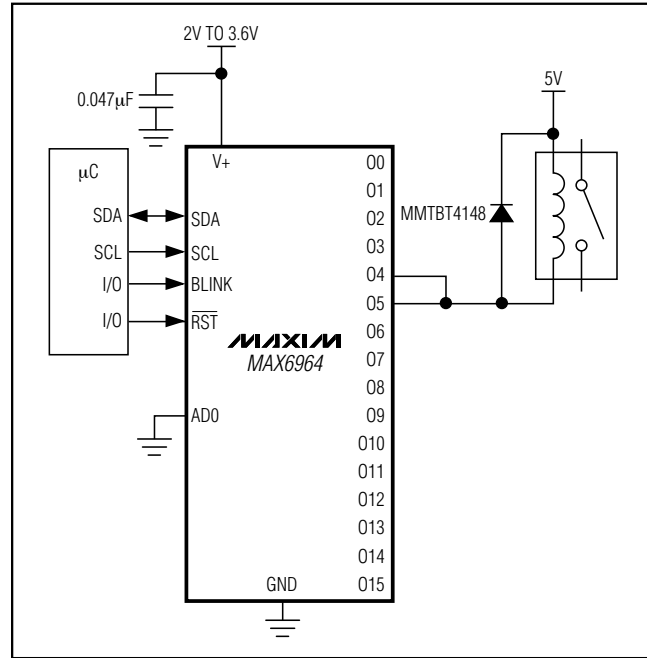 2V TO 3.6V
0.047μF
5V
μC
SDA
SCL
I/O
I/O
V+
SDA
SCL
BLINK
RST
AD0
GND
MAXIM
MAX6964
O0
O1
O2
O3
O4
O5
O6
O7
O8
O9
O10
O11
O12
O13
O14
O15
MMTBT4148